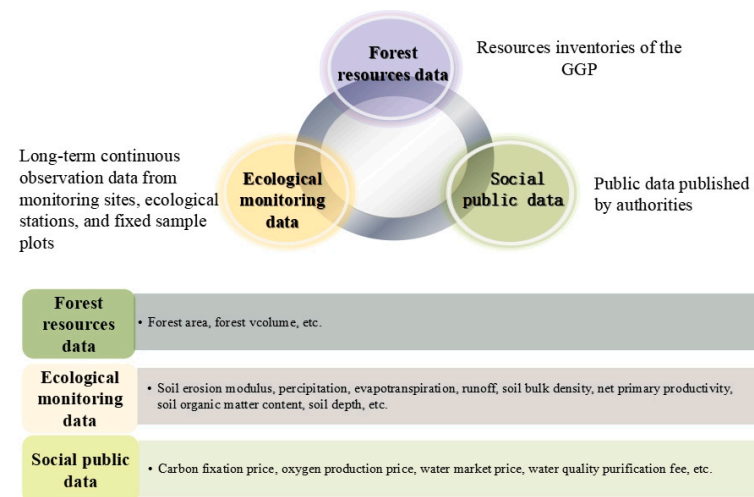 Forest
resources data
Resources inventories of the
GGP
Long-term continuous
observation data from
monitoring sites, ecological
stations, and fixed sample
plots
Ecological
monitoring
data
Social
public data
Public data published
by authorities
Forest
resources
data
• Forest area, forest vcolume, etc.
Ecological
monitoring
data
• Soil erosion modulus, percipitation, evapotranspiration, runoff, soil bulk density, net primary productivity,
soil organic matter content, soil depth, etc.
Social public
data
• Carbon fixation price, oxygen production price, water market price, water quality purification fee, etc.